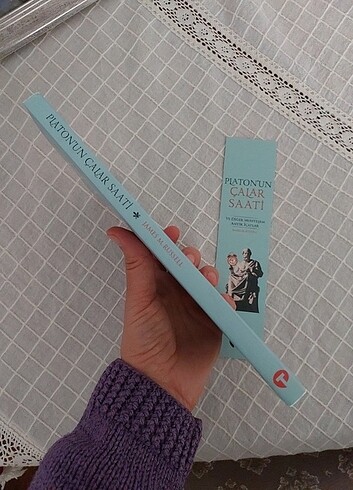 PLATON'UN ÇALAR SAATİ
JAMES M. RUSSELL
T
PLATON'UN
ÇALAR
SAATİ